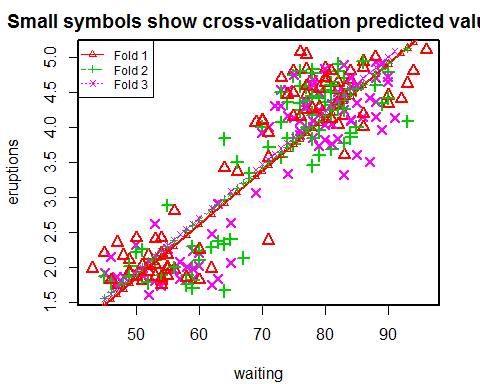 Small symbols show cross-validation predicted valu
Fold 1
Fold 2
Fold 3
eruptions
1.5 2.0 2.5 3.0 3.5 4.0 4.5 5.0
50 60 70 80 90
waiting